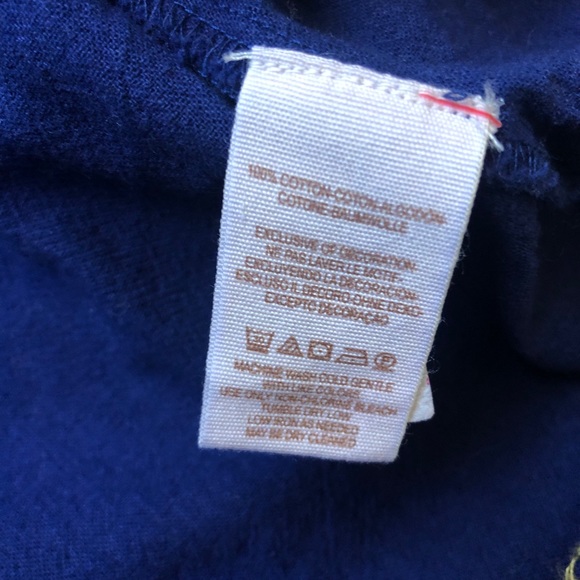 100% COTTON-COTON-ALGODÓN-
COTONE-BAUMWOLLE
EXCLUSIVE OF DECORATION-
NE PAS LAVER LE MOTIF-
EXCLUYENDO LA DECORACION-
ESCLUSO IL DECORO-OHNE DEKO-
EXCEPTO DECORAÇÃO
MACHINE WASH COLD GENTLE
WITH LIKE COLORS
USE ONLY NON-CHLORINE BLEACH
TUMBLE DRY LOW
LOW IRON AS NEEDED
MAY BE DRY CLEANED